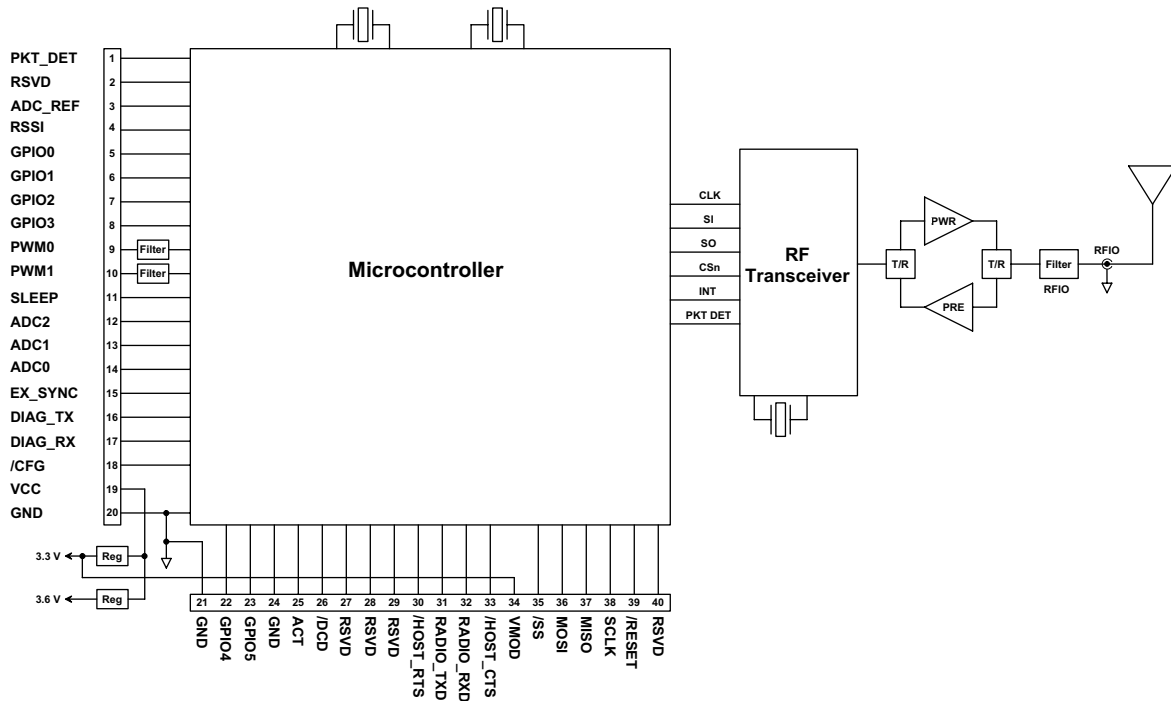 PKT_DET 1
RSVD 2
ADC_REF 3
RSSI 4
GPIO0 5
GPIO1 6
GPIO2 7
GPIO3 8
PWM0 9 Filter
PWM1 10 Filter
SLEEP 11
ADC2 12
ADC1 13
ADC0 14
EX_SYNC 15
DIAG_TX 16
DIAG_RX 17
/CFG 18
VCC 19
GND 20
3.3 V Reg
3.6 V Reg
Microcontroller
CLK
SI
SO
CSn
INT
PKT DET
RF
Transceiver
T/R
PWR
PRE
T/R
Filter
RFIO
RFIO
21 22 23 24 25 26 27 28 29 30 31 32 33 34 35 36 37 38 39 40
GND
GPIO4
GPIO5
GND
ACT
/DCD
RSVD
RSVD
RSVD
/HOST_RTS
RADIO_TXD
RADIO_RXD
/HOST_CTS
VMOD
/SS
MOSI
MISO
SCLK
/RESET
RSVD